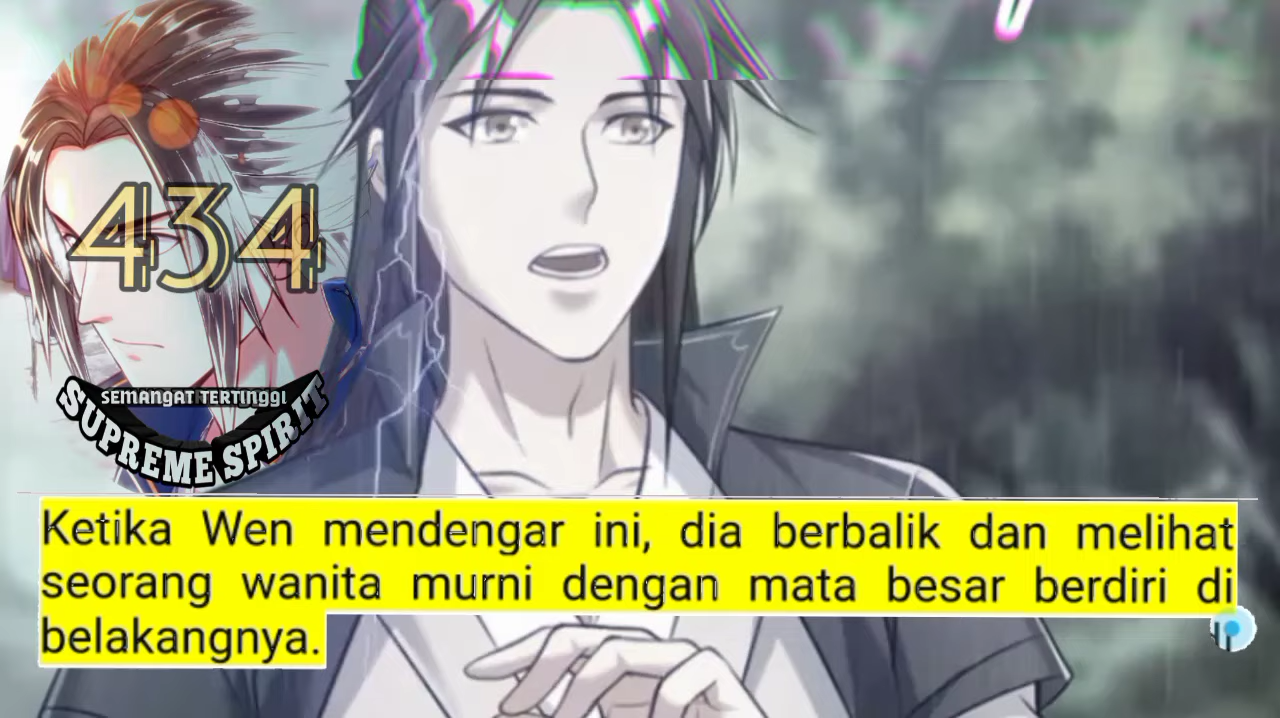 434
SEMANGAT TERTINGGI
SUPREME SPIRIT
Ketika Wen mendengar ini, dia berbalik dan melihat
seorang wanita murni dengan mata besar berdiri di
belakangnya.